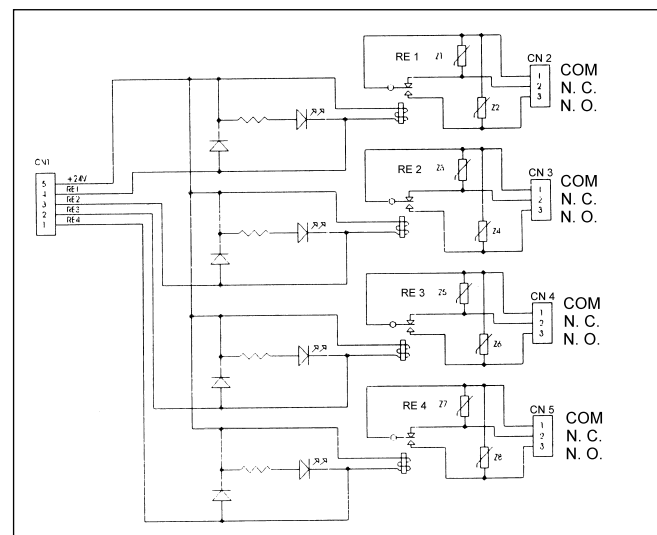 RE 1 Z1 CN 2
1 COM
2 N. C.
3 N. O.
Z2
CN1
5 +24V
4 RE1
3 RE2
2 RE3
1 RE4
RE 2 Z3 CN 3
1 COM
2 N. C.
3 N. O.
Z4
RE 3 Z5 CN 4
1 COM
2 N. C.
3 N. O.
Z6
RE 4 Z7 CN 5
1 COM
2 N. C.
3 N. O.
Z8